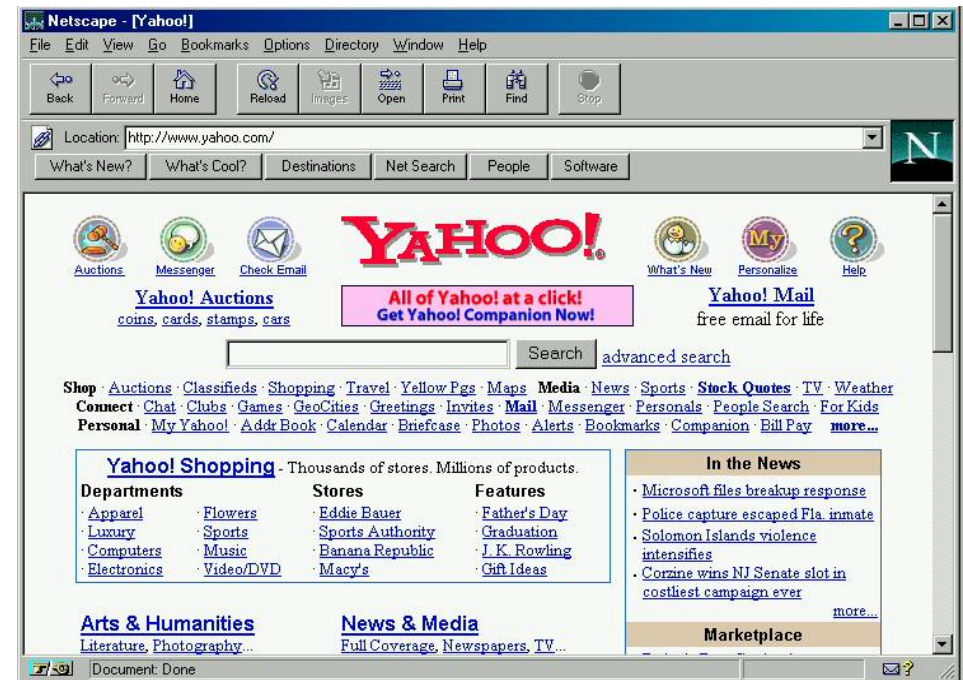 Netscape - [Yahoo!]
File Edit View Go Bookmarks Options Directory Window Help
Back Forward Home Reload Images Open Print Find Stop
Location: http://www.yahoo.com/
N
What's New? What's Cool? Destinations Net Search People Software
YAHOO!
My
Auctions Messenger Check Email What's New Personalize Help
Yahoo! Auctions
coins, cards, stamps, cars
All of Yahoo! at a click!
Get Yahoo! Companion Now!
Yahoo! Mail
free email for life
Search advanced search
Shop · Auctions · Classifieds · Shopping · Travel · Yellow Pgs · Maps Media · News · Sports · Stock Quotes · TV · Weather
Connect · Chat · Clubs · Games · GeoCities · Greetings · Invites · Mail · Messenger · Personals · People Search · For Kids
Personal · My Yahoo! · Addr Book · Calendar · Briefcase · Photos · Alerts · Bookmarks · Companion · Bill Pay more...
Yahoo! Shopping - Thousands of stores. Millions of products.
Departments Stores Features
· Apparel · Flowers · Eddie Bauer · Father's Day
· Luxury · Sports · Sports Authority · Graduation
· Computers · Music · Banana Republic · J. K. Rowling
· Electronics · Video/DVD · Macy's · Gift Ideas
In the News
· Microsoft files breakup response
· Police capture escaped Fla. inmate
· Solomon Islands violence
intensifies
· Corzine wins NJ Senate slot in
costliest campaign ever
more...
Marketplace
Arts & Humanities
Literature, Photography...
News & Media
Full Coverage, Newspapers, TV...
Document: Done